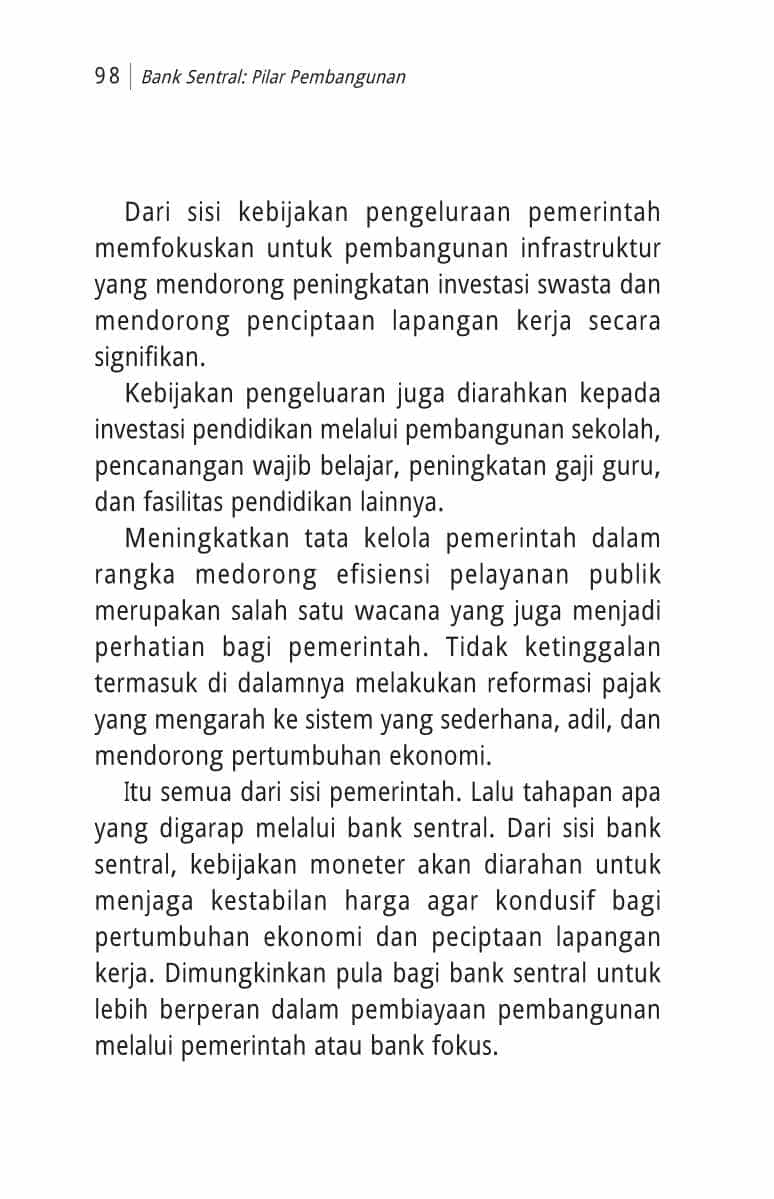 98 | Bank Sentral: Pilar Pembangunan
Dari sisi kebijakan pengeluraan pemerintah
memfokuskan untuk pembangunan infrastruktur
yang mendorong peningkatan investasi swasta dan
mendorong penciptaan lapangan kerja secara
signifikan.
Kebijakan pengeluaran juga diarahkan kepada
investasi pendidikan melalui pembangunan sekolah,
pencanangan wajib belajar, peningkatan gaji guru,
dan fasilitas pendidikan lainnya.
Meningkatkan tata kelola pemerintah dalam
rangka medorong efisiensi pelayanan publik
merupakan salah satu wacana yang juga menjadi
perhatian bagi pemerintah. Tidak ketinggalan
termasuk di dalamnya melakukan reformasi pajak
yang mengarah ke sistem yang sederhana, adil, dan
mendorong pertumbuhan ekonomi.
Itu semua dari sisi pemerintah. Lalu tahapan apa
yang digarap melalui bank sentral. Dari sisi bank
sentral, kebijakan moneter akan diarahan untuk
menjaga kestabilan harga agar kondusif bagi
pertumbuhan ekonomi dan peciptaan lapangan
kerja. Dimungkinkan pula bagi bank sentral untuk
lebih berperan dalam pembiayaan pembangunan
melalui pemerintah atau bank fokus.